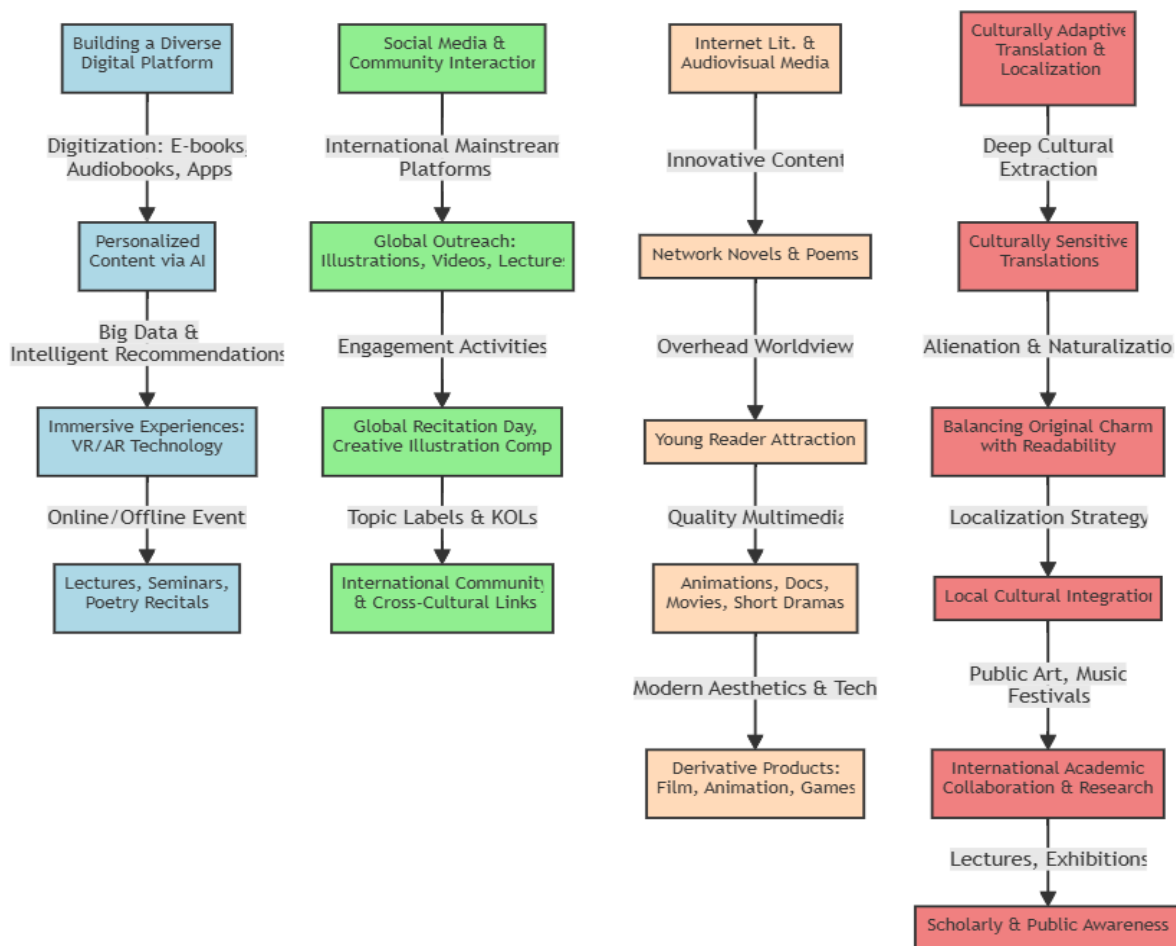 Building a Diverse
Digital Platform
Digitization: E-books,
Audiobooks, Apps
Personalized
Content via AI
Big Data &
Intelligent Recommendations
Immersive Experiences:
VR/AR Technology
Online/Offline Event
Lectures, Seminars,
Poetry Recitals
Social Media &
Community Interaction
International Mainstream
Platforms
Global Outreach:
Illustrations, Videos, Lectures
Engagement Activities
Global Recitation Day,
Creative Illustration Comp
Topic Labels & KOLs
International Community
& Cross-Cultural Links
Internet Lit. &
Audiovisual Media
Innovative Content
Network Novels & Poems
Overhead Worldview
Young Reader Attraction
Quality Multimedia
Animations, Docs,
Movies, Short Dramas
Modern Aesthetics & Tech
Derivative Products:
Film, Animation, Games
Culturally Adaptive
Translation &
Localization
Deep Cultural
Extraction
Culturally Sensitive
Translations
Alienation & Naturalizatio
Balancing Original Charm
with Readability
Localization Strategy
Local Cultural Integration
Public Art, Music
Festivals
International Academic
Collaboration & Research
Lectures, Exhibitions
Scholarly & Public Awareness